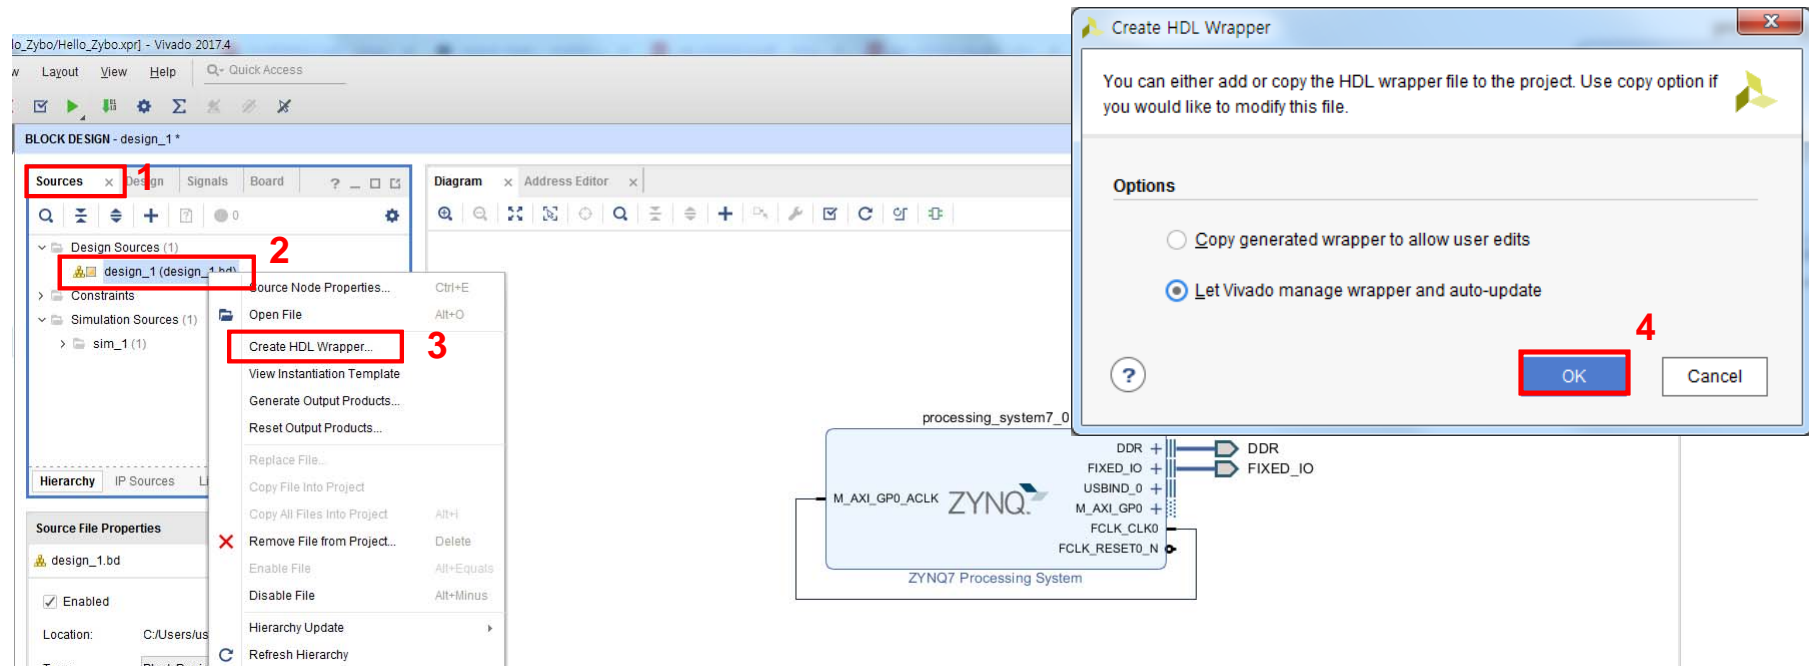 lo_Zybo/Hello_Zybo.xpr] - Vivado 2017.4
w Layout View Help Quick Access
BLOCK DESIGN - design_1 *
Sources Design Signals Board
1
0
Design Sources (1)
2
design_1 (design_1.bd)
Constraints
Simulation Sources (1)
sim_1 (1)
Hierarchy IP Sources
Source File Properties
design_1.bd
Enabled
Location: C:/Users/us
Source Node Properties... Ctrl+E
Open File Alt+O
Create HDL Wrapper...
3
View Instantiation Template
Generate Output Products...
Reset Output Products...
Replace File...
Copy File Into Project
Copy All Files Into Project Alt+I
Remove File from Project... Delete
Enable File Alt+Equals
Disable File Alt+Minus
Hierarchy Update
Refresh Hierarchy
Diagram Address Editor
processing_system7_0
M_AXI_GP0_ACLK
ZYNQ
DDR
FIXED_IO
USBIND_0
M_AXI_GP0
FCLK_CLK0
FCLK_RESET0_N
DDR
FIXED_IO
ZYNQ7 Processing System
Create HDL Wrapper
You can either add or copy the HDL wrapper file to the project. Use copy option if
you would like to modify this file.
Options
Copy generated wrapper to allow user edits
Let Vivado manage wrapper and auto-update
4
OK Cancel